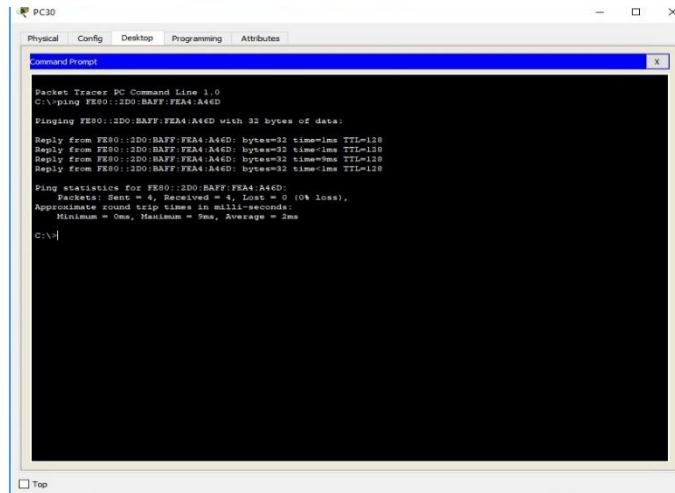 PC30
Physical Config Desktop Programming Attributes
Command Prompt
X
Packet Tracer PC Command Line 1.0
C:\>ping FE80::2D0:BAFF:FEA4:A46D
Pinging FE80::2D0:BAFF:FEA4:A46D with 32 bytes of data:
Reply from FE80::2D0:BAFF:FEA4:A46D: bytes=32 time=1ms TTL=128
Reply from FE80::2D0:BAFF:FEA4:A46D: bytes=32 time<1ms TTL=128
Reply from FE80::2D0:BAFF:FEA4:A46D: bytes=32 time=9ms TTL=128
Reply from FE80::2D0:BAFF:FEA4:A46D: bytes=32 time<1ms TTL=128
Ping statistics for FE80::2D0:BAFF:FEA4:A46D:
Packets: Sent = 4, Received = 4, Lost = 0 (0% loss),
Approximate round trip times in milli-seconds:
Minimum = 0ms, Maximum = 9ms, Average = 2ms
C:\>
Top